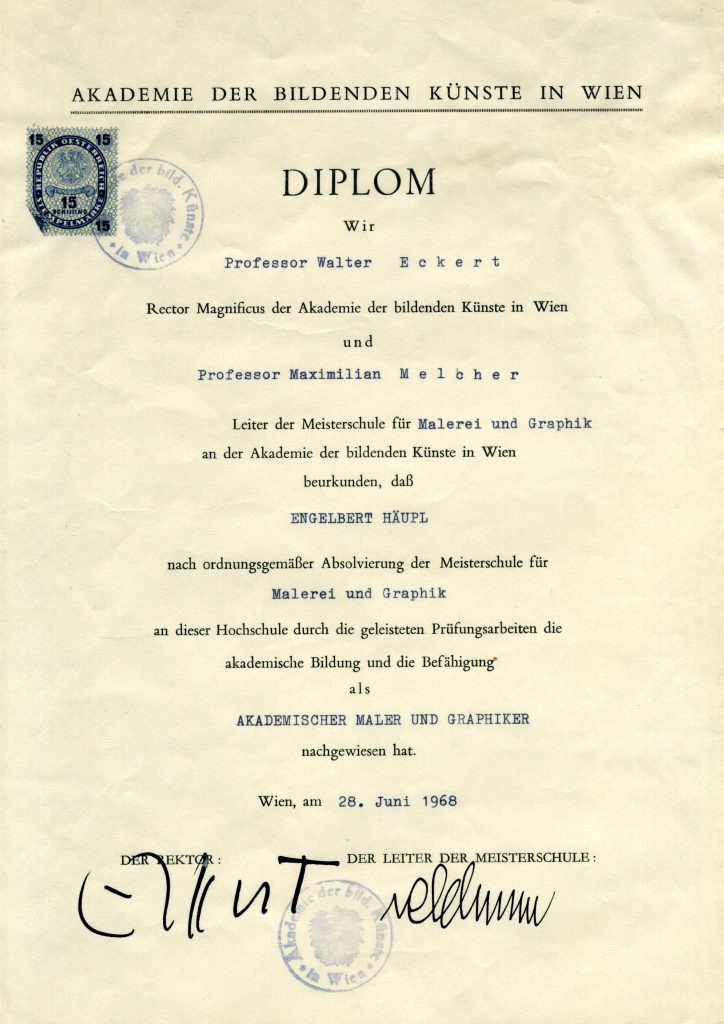 AKADEMIE DER BILDENDEN KÜNSTE IN WIEN
15 15
REPUBLIK OESTERREICH
15
SCHILLING
STEMPELMARKE
15
Akademie der bild. Künste
in Wien
DIPLOM
Wir
Professor Walter Eckert
Rector Magnificus der Akademie der bildenden Künste in Wien
und
Professor Maximilian Melcher
Leiter der Meisterschule für Malerei und Graphik
an der Akademie der bildenden Künste in Wien
beurkunden, daß
ENGELBERT HÄUPL
nach ordnungsgemäßer Absolvierung der Meisterschule für
Malerei und Graphik
an dieser Hochschule durch die geleisteten Prüfungsarbeiten die
akademische Bildung und die Befähigung
als
AKADEMISCHER MALER UND GRAPHIKER
nachgewiesen hat.
Wien, am 28. Juni 1968
DER REKTOR: DER LEITER DER MEISTERSCHULE:
Akademie der bild. Künste
in Wien